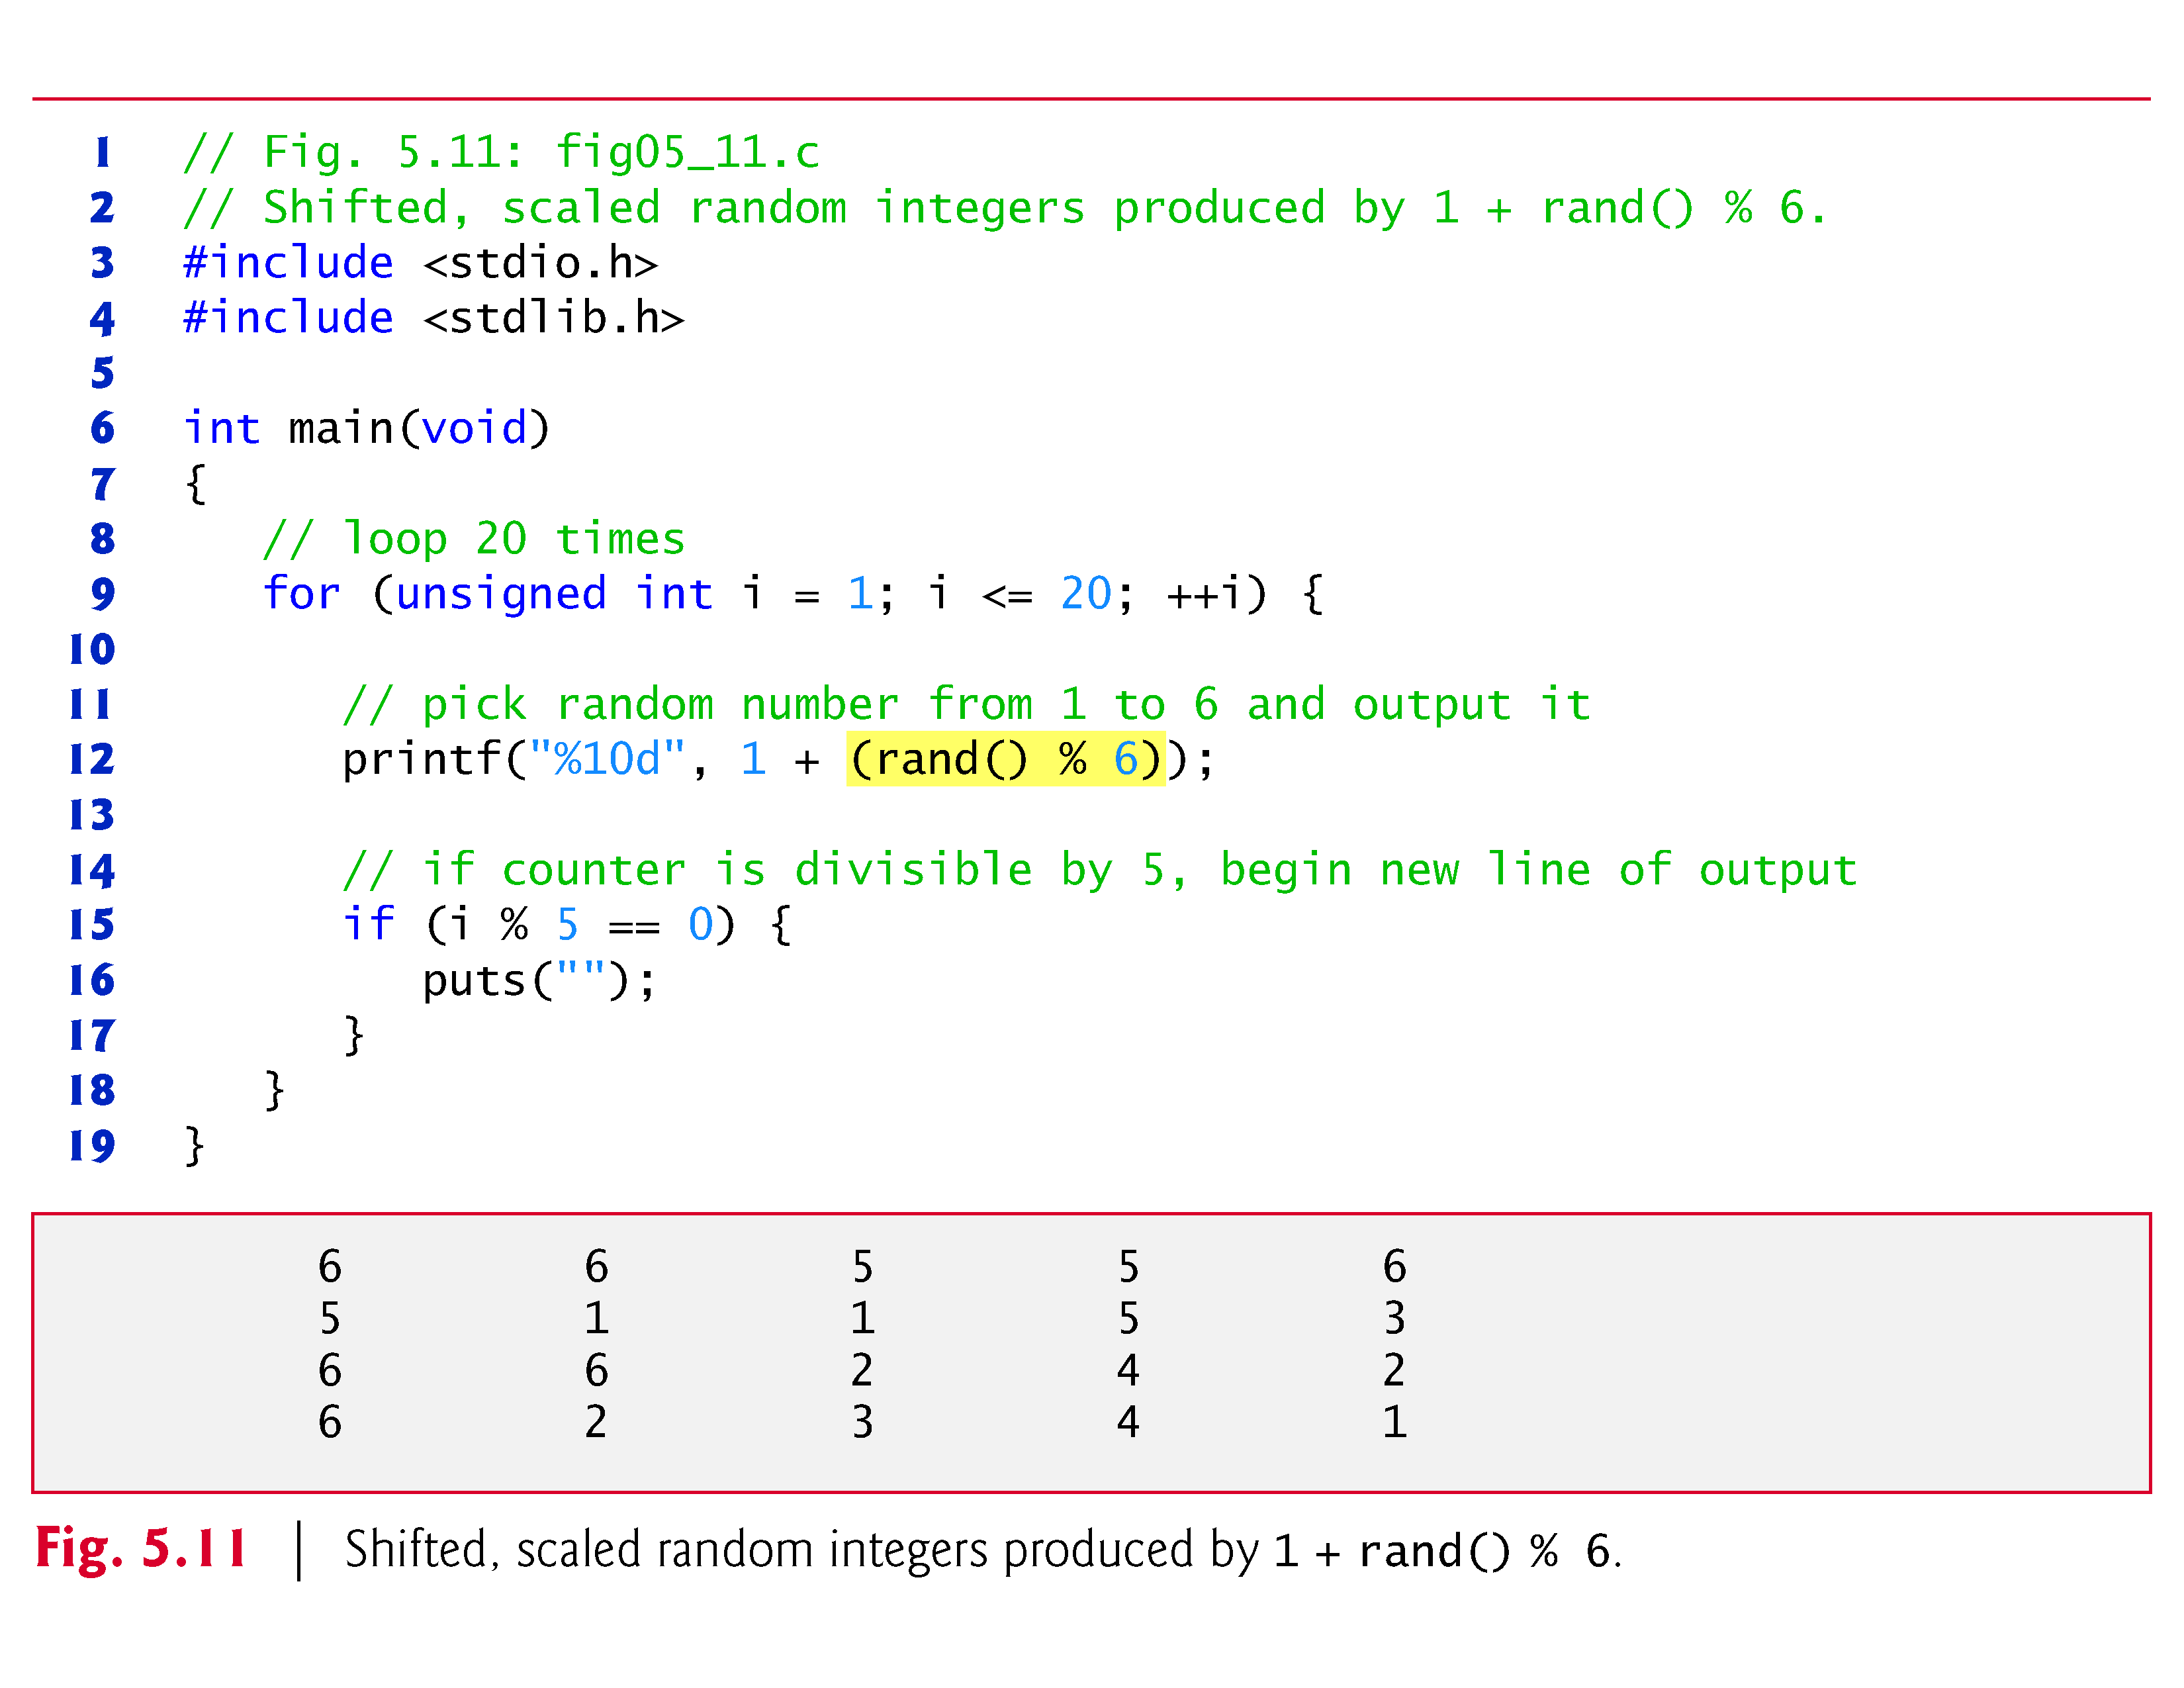 1 // Fig. 5.11: fig05_11.c
2 // Shifted, scaled random integers produced by 1 + rand() % 6.
3 #include <stdio.h>
4 #include <stdlib.h>
5
6 int main(void)
7 {
8    // loop 20 times
9    for (unsigned int i = 1; i <= 20; ++i) {
10
11       // pick random number from 1 to 6 and output it
12       printf("%10d", 1 + (rand() % 6));
13
14       // if counter is divisible by 5, begin new line of output
15       if (i % 5 == 0) {
16          puts("");
17       }
18    }
19 }
6 6 5 5 6
5 1 1 5 3
6 6 2 4 2
6 2 3 4 1
Fig. 5.11 | Shifted, scaled random integers produced by 1 + rand() % 6.